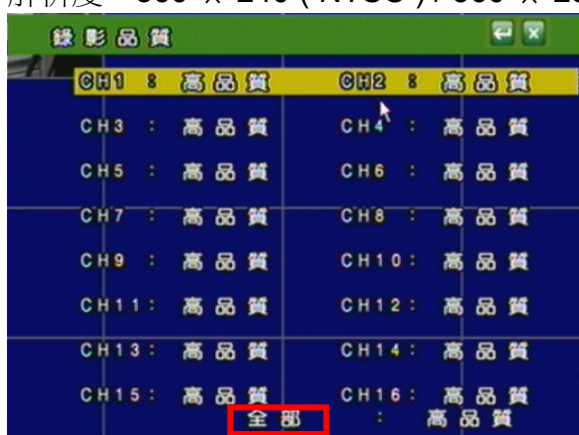 錄影品質
CH1 : 高品質 CH2 : 高品質
CH3 : 高品質 CH4 : 高品質
CH5 : 高品質 CH6 : 高品質
CH7 : 高品質 CH8 : 高品質
CH9 : 高品質 CH10: 高品質
CH11: 高品質 CH12: 高品質
CH13: 高品質 CH14: 高品質
CH15: 高品質 CH16: 高品質
全部 : 高品質